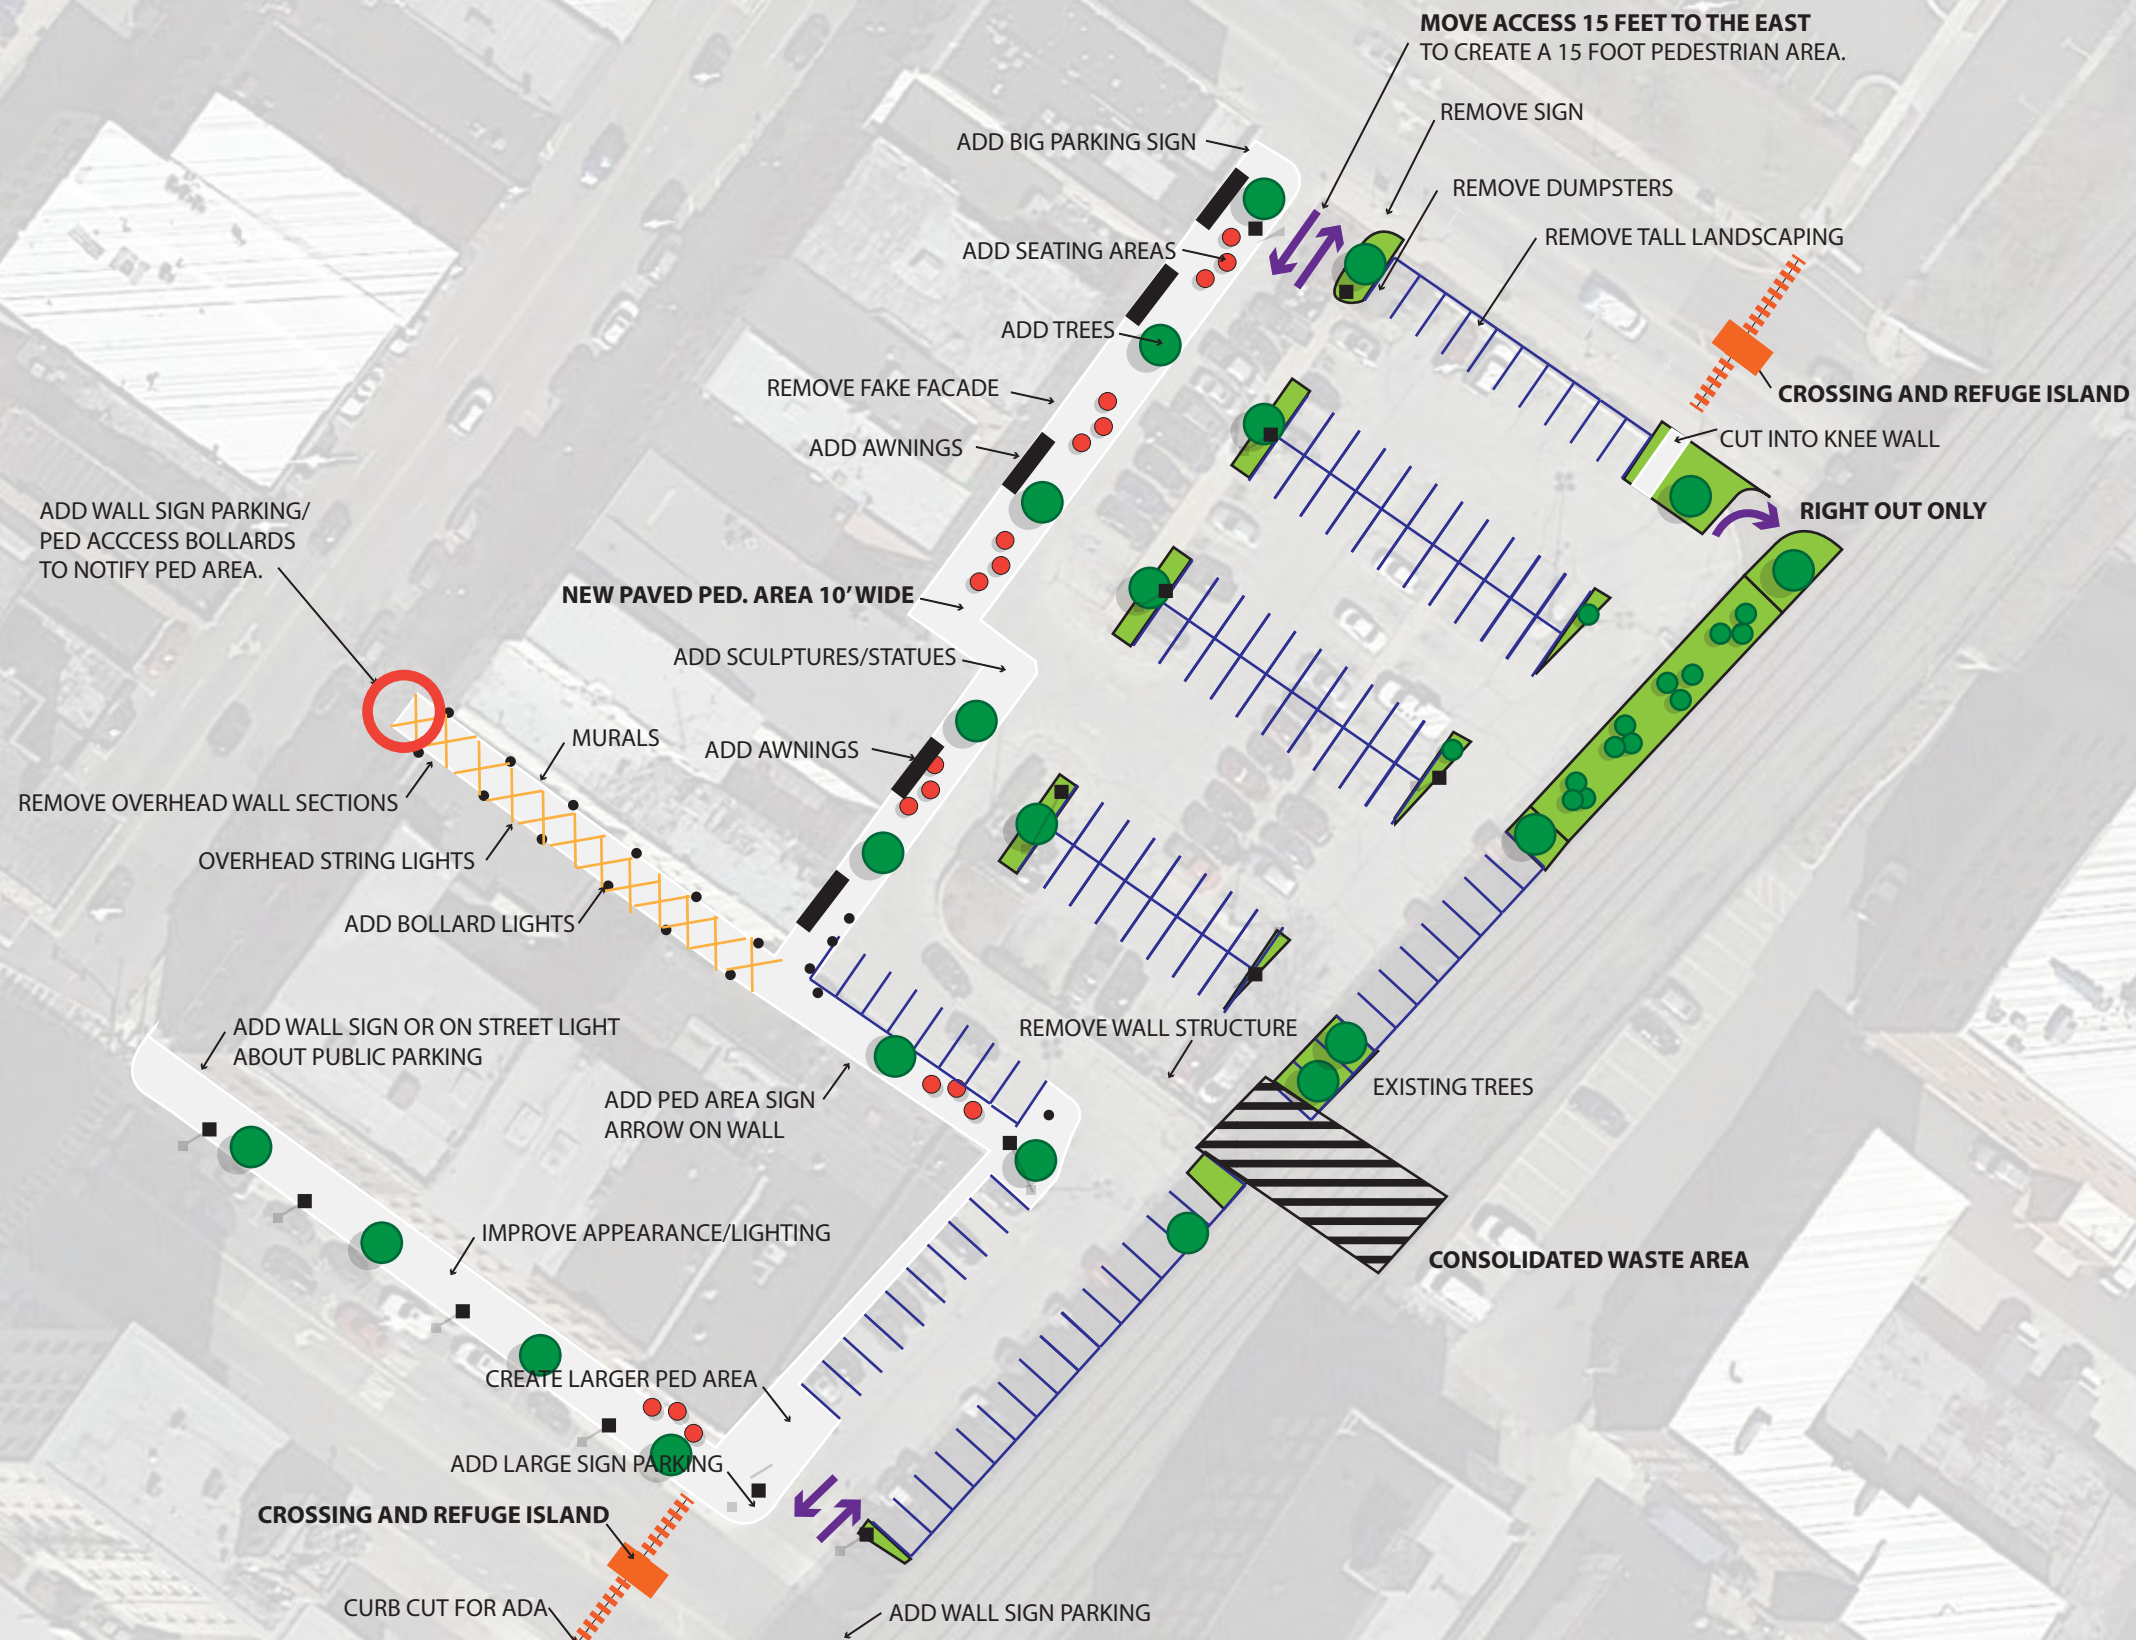 MOVE ACCESS 15 FEET TO THE EAST
TO CREATE A 15 FOOT PEDESTRIAN AREA.
REMOVE SIGN
ADD BIG PARKING SIGN
REMOVE DUMPSTERS
REMOVE TALL LANDSCAPING
ADD SEATING AREAS
ADD TREES
REMOVE FAKE FACADE
CROSSING AND REFUGE ISLAND
CUT INTO KNEE WALL
ADD AWNINGS
RIGHT OUT ONLY
ADD WALL SIGN PARKING/
PED ACCCESS BOLLARDS
TO NOTIFY PED AREA.
NEW PAVED PED. AREA 10' WIDE
ADD SCULPTURES/STATUES
MURALS
ADD AWNINGS
REMOVE OVERHEAD WALL SECTIONS
OVERHEAD STRING LIGHTS
ADD BOLLARD LIGHTS
ADD WALL SIGN OR ON STREET LIGHT
ABOUT PUBLIC PARKING
REMOVE WALL STRUCTURE
EXISTING TREES
ADD PED AREA SIGN
ARROW ON WALL
IMPROVE APPEARANCE/LIGHTING
CONSOLIDATED WASTE AREA
CREATE LARGER PED AREA
ADD LARGE SIGN PARKING
CROSSING AND REFUGE ISLAND
CURB CUT FOR ADA
ADD WALL SIGN PARKING